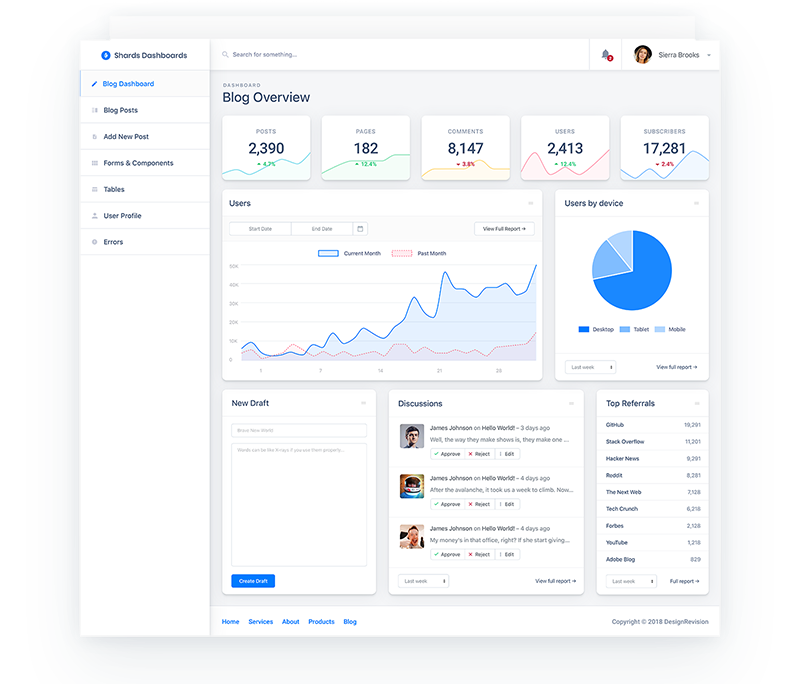 Shards Dashboards
Search for something...
2
Sierra Brooks
Blog Dashboard
Blog Posts
Add New Post
Forms & Components
Tables
User Profile
Errors
DASHBOARD
Blog Overview
POSTS
2,390
4.7%
PAGES
182
12.4%
COMMENTS
8,147
3.8%
USERS
2,413
12.4%
SUBSCRIBERS
17,281
2.4%
Users
Start Date
End Date
View Full Report →
Current Month
Past Month
50K
40K
30K
20K
10K
0
1
7
14
21
28
Users by device
Desktop
Tablet
Mobile
Last week
View full report →
New Draft
Brave New World
Words can be like X-rays if you use them properly...
Create Draft
Discussions
James Johnson on Hello World! – 3 days ago
Well, the way they make shows is, they make one ...
✓ Approve
✕ Reject
Edit
James Johnson on Hello World! – 4 days ago
After the avalanche, it took us a week to climb. Now...
✓ Approve
✕ Reject
Edit
James Johnson on Hello World! – 4 days ago
My money's in that office, right? If she start giving...
✓ Approve
✕ Reject
Edit
Last week
View full report →
Top Referrals
GitHub 19,291
Stack Overflow 11,201
Hacker News 9,291
Reddit 8,281
The Next Web 7,128
Tech Crunch 6,218
Forbes 2,128
YouTube 1,218
Adobe Blog 829
Last week
Full report →
Home Services About Products Blog
Copyright © 2018 DesignRevision